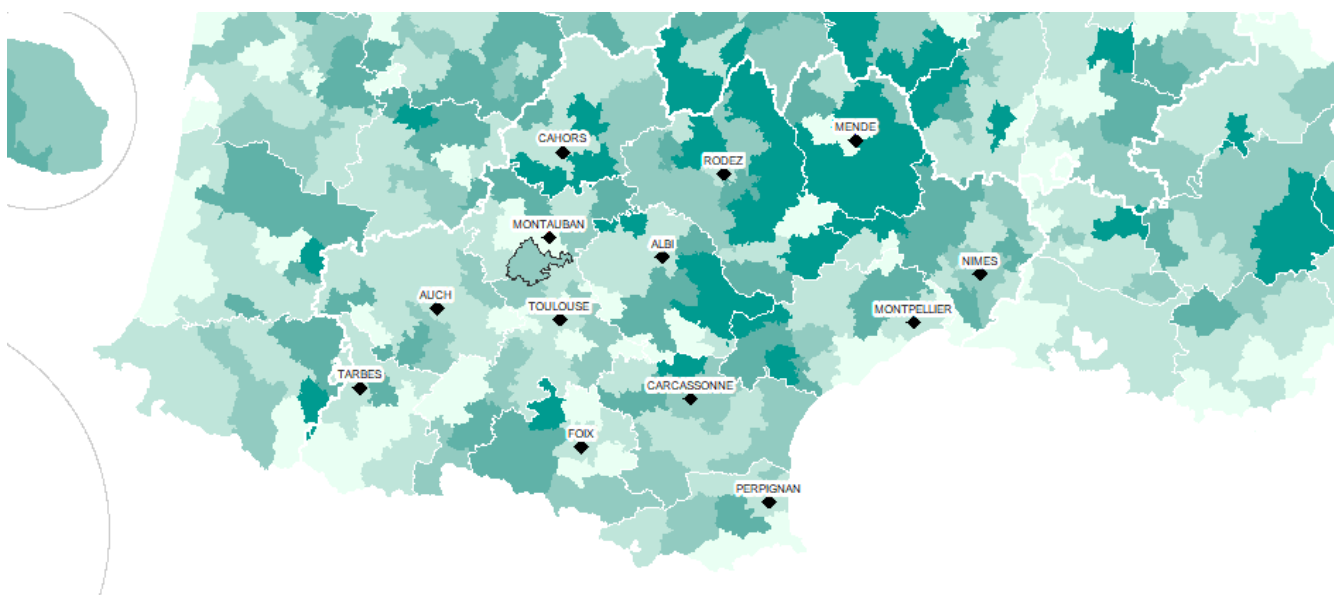 MENDE
CAHORS
RODEZ
MONTAUBAN
ALBI
NIMES
AUCH
TOULOUSE
MONTPELLIER
TARBES
CARCASSONNE
FOIX
PERPIGNAN